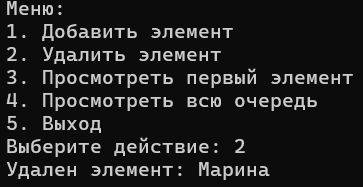 Меню:
1. Добавить элемент
2. Удалить элемент
3. Просмотреть первый элемент
4. Просмотреть всю очередь
5. Выход
Выберите действие: 2
Удален элемент: Марина